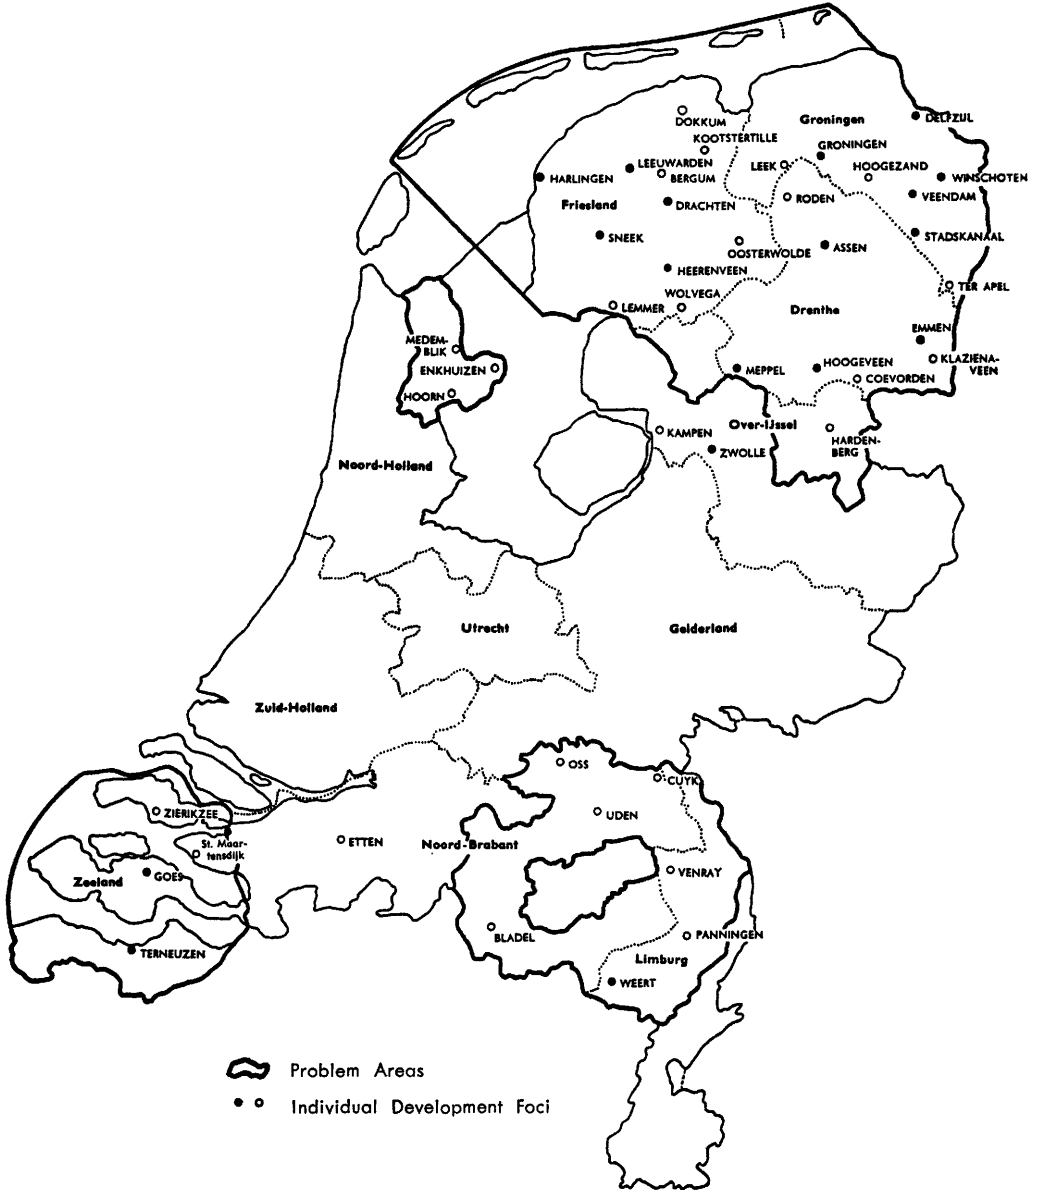 DOKKUM
Groningen
DELFZIJL
KOOTSTERTILLE
GRONINGEN
LEEUWARDEN
LEEK
HOOGEZAND
HARLINGEN
BERGUM
WINSCHOTEN
Friesland
DRACHTEN
RODEN
VEENDAM
SNEEK
STADSKANAAL
OOSTERWOLDE
ASSEN
HEERENVEEN
TER APEL
WOLVEGA
LEMMER
Drenthe
EMMEN
MEDEM-
BLIK
ENKHUIZEN
MEPPEL
HOOGEVEEN
KLAZIENA-
VEEN
COEVORDEN
HOORN
KAMPEN
Over-IJssel
HARDEN-
BERG
ZWOLLE
Noord-Holland
Utrecht
Gelderland
Zuid-Holland
OSS
CUYK
ZIERIKZEE
UDEN
St. Maar-
tensdijk
ETTEN
Noord-Brabant
Zeeland
GOES
VENRAY
BLADEL
PANNINGEN
TERNEUZEN
Limburg
WEERT
Problem Areas
Individual Development Foci